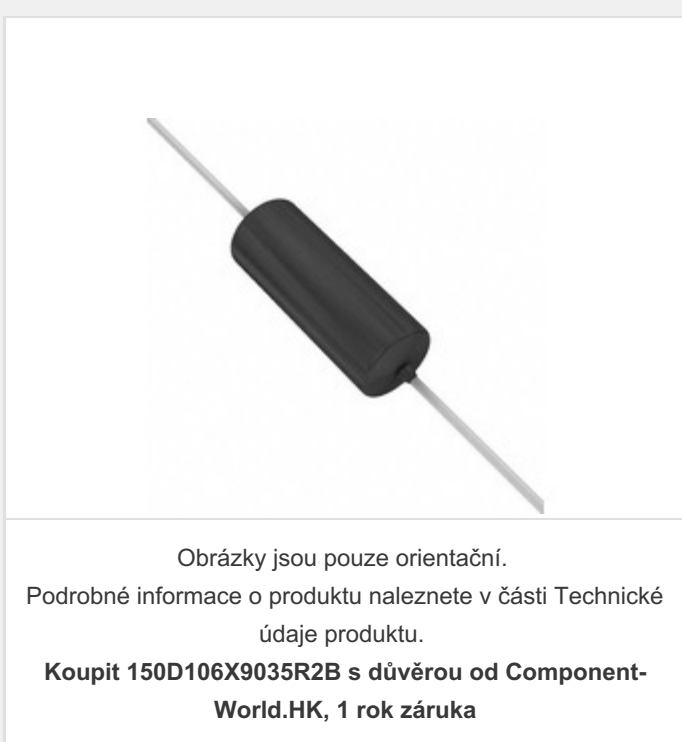 Obrázky jsou pouze orientační.
Podrobné informace o produktu naleznete v části Technické
údaje produktu.
Koupit 150D106X9035R2B s důvěrou od Component-
World.HK, 1 rok záruka